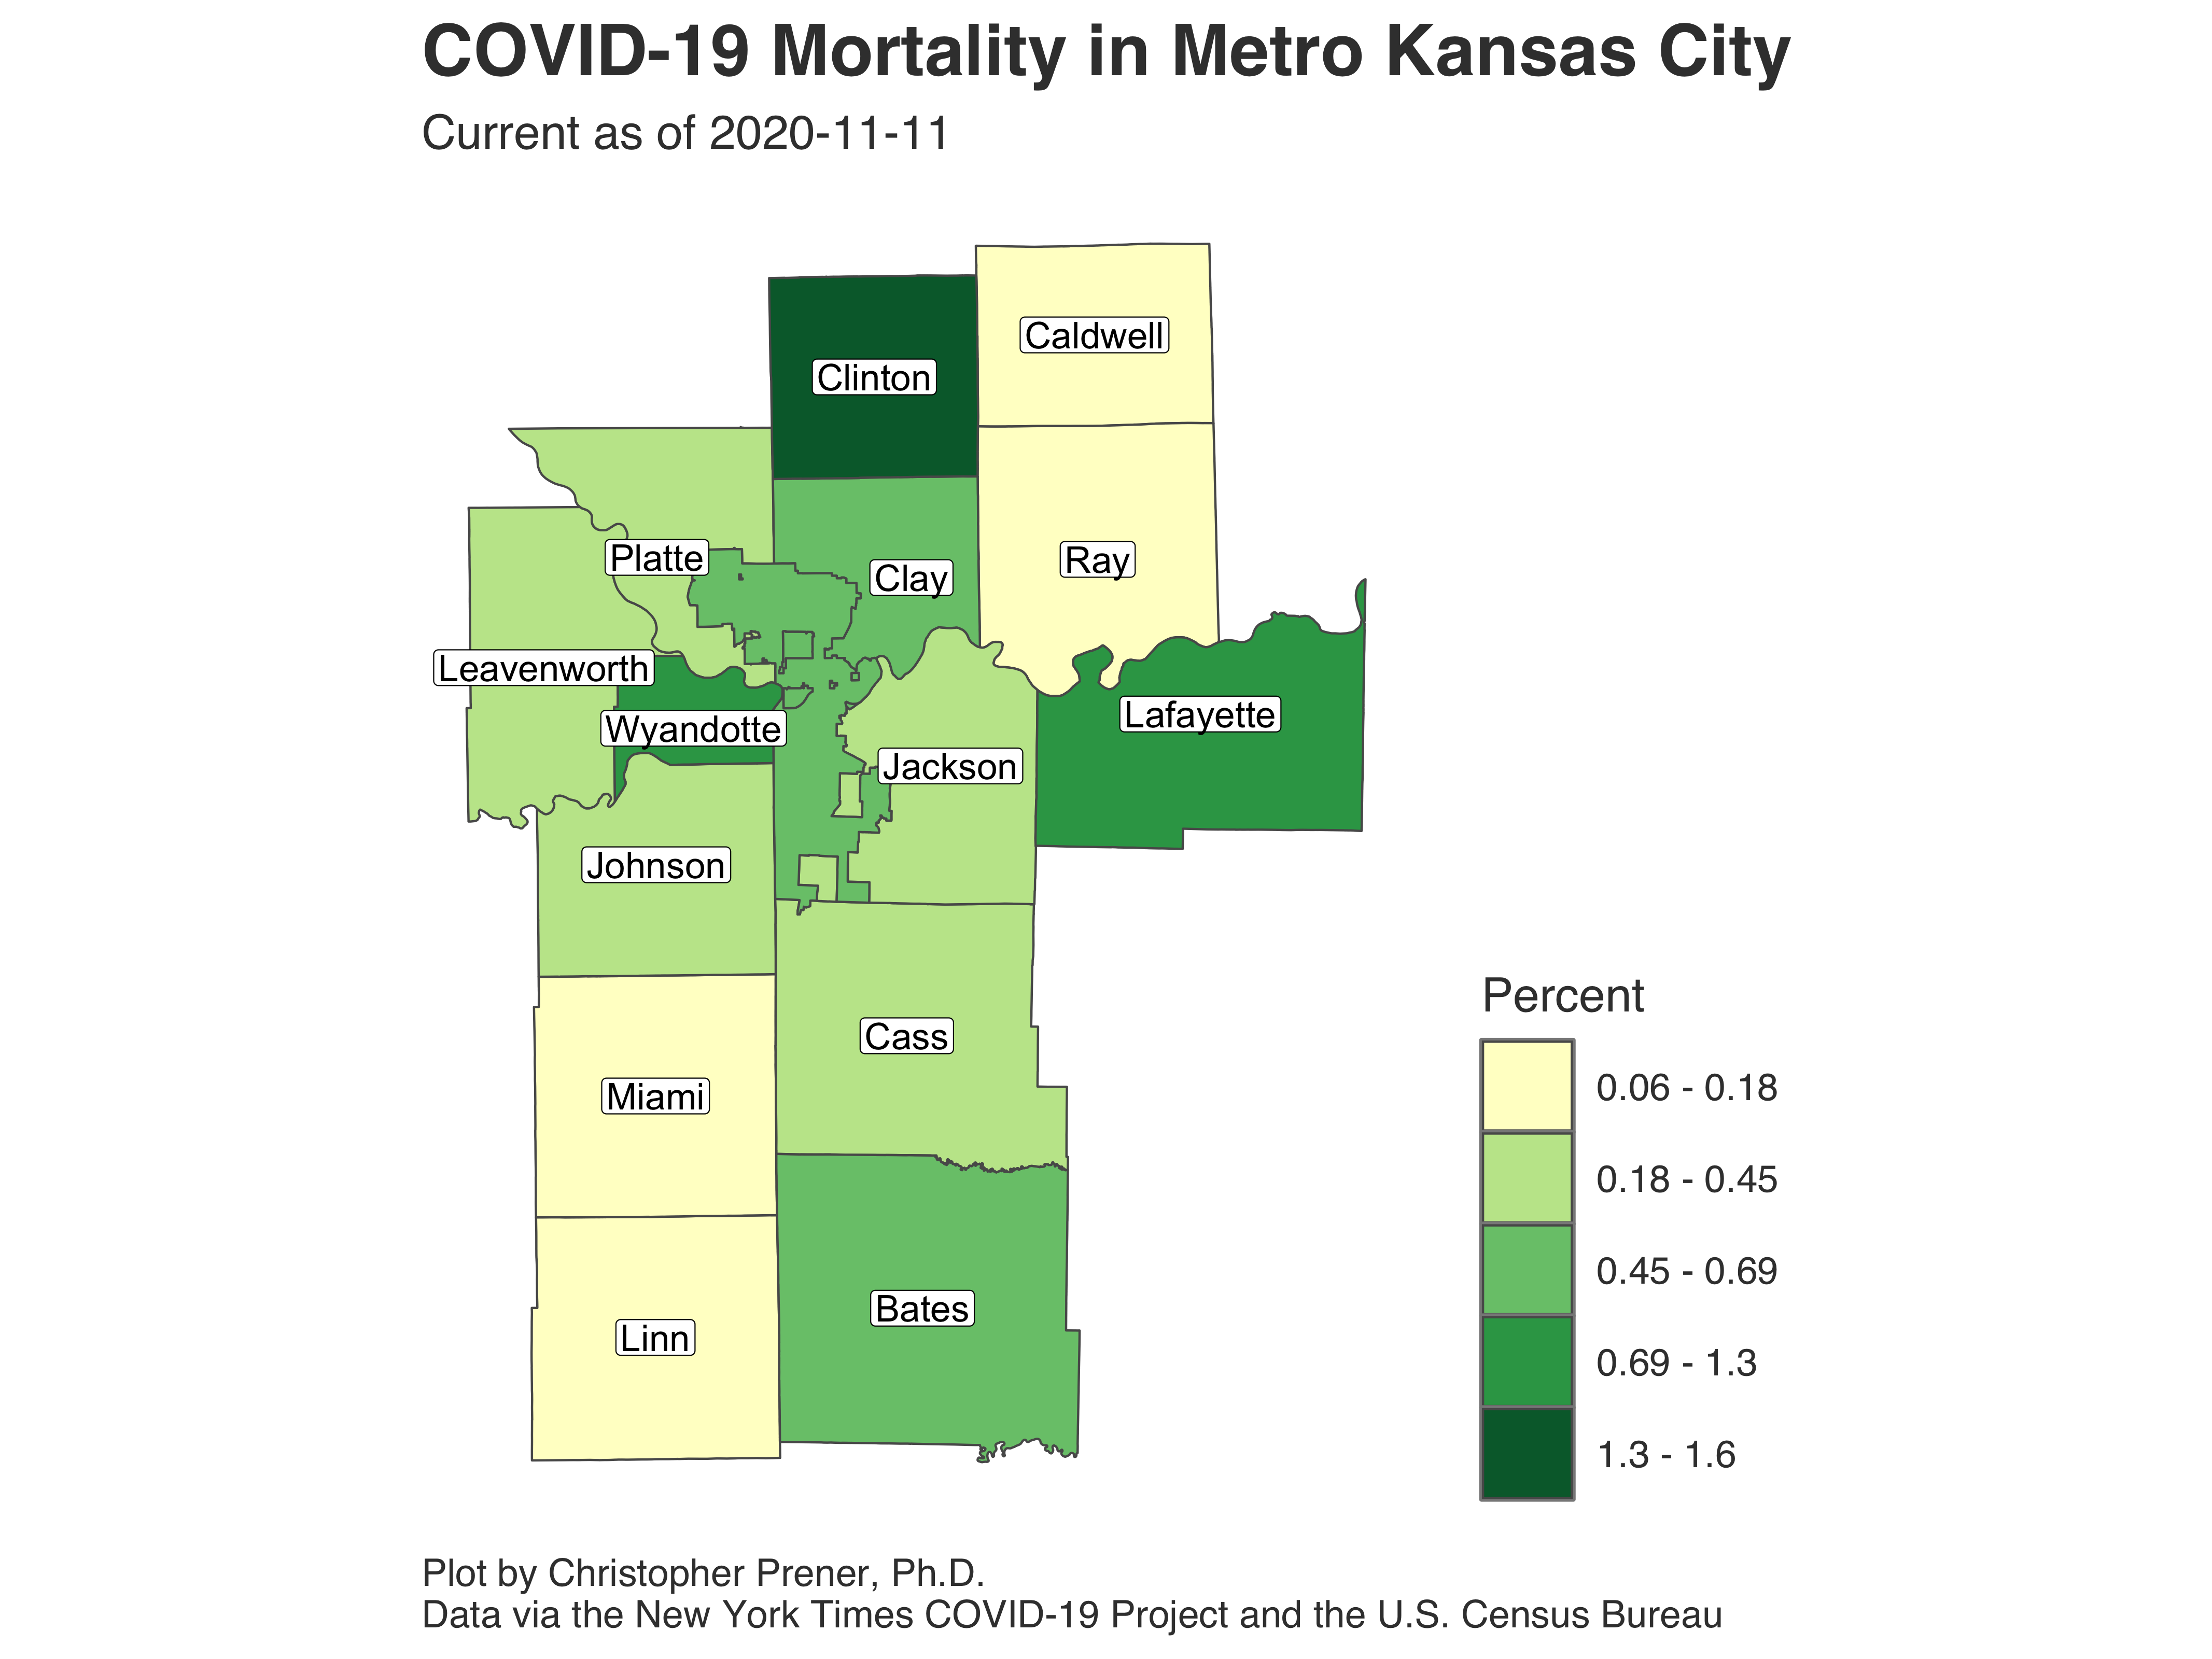 COVID-19 Mortality in Metro Kansas City
Current as of 2020-11-11
Caldwell
Clinton
Platte
Clay
Ray
Leavenworth
Wyandotte
Lafayette
Jackson
Johnson
Cass
Miami
Bates
Linn
Percent
0.06 - 0.18
0.18 - 0.45
0.45 - 0.69
0.69 - 1.3
1.3 - 1.6
Plot by Christopher Prener, Ph.D.
Data via the New York Times COVID-19 Project and the U.S. Census Bureau